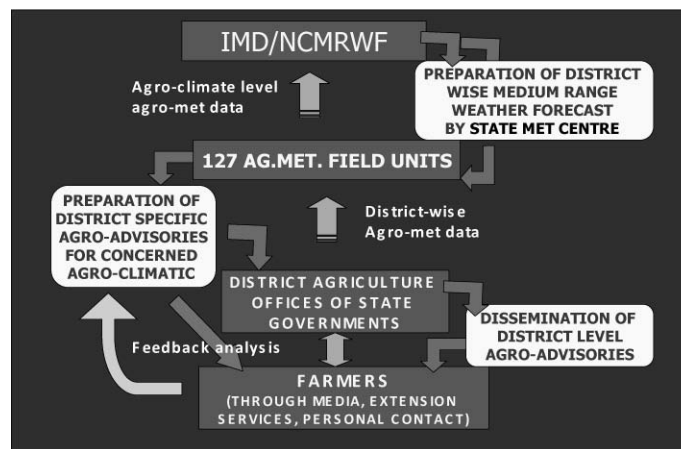 IMD/NCMRWF
Agro-climate level
agro-met data
PREPARATION OF DISTRICT
WISE MEDIUM RANGE
WEATHER FORECAST
BY STATE MET CENTRE
127 AG.MET. FIELD UNITS
PREPARATION OF
DISTRICT SPECIFIC
AGRO-ADVISORIES
FOR CONCERNED
AGRO-CLIMATIC
District-wise
Agro-met data
DISTRICT AGRICULTURE
OFFICES OF STATE
GOVERNMENTS
DISSEMINATION OF
DISTRICT LEVEL
AGRO-ADVISORIES
Feedback analysis
FARMERS
(THROUGH MEDIA, EXTENSION
SERVICES, PERSONAL CONTACT)